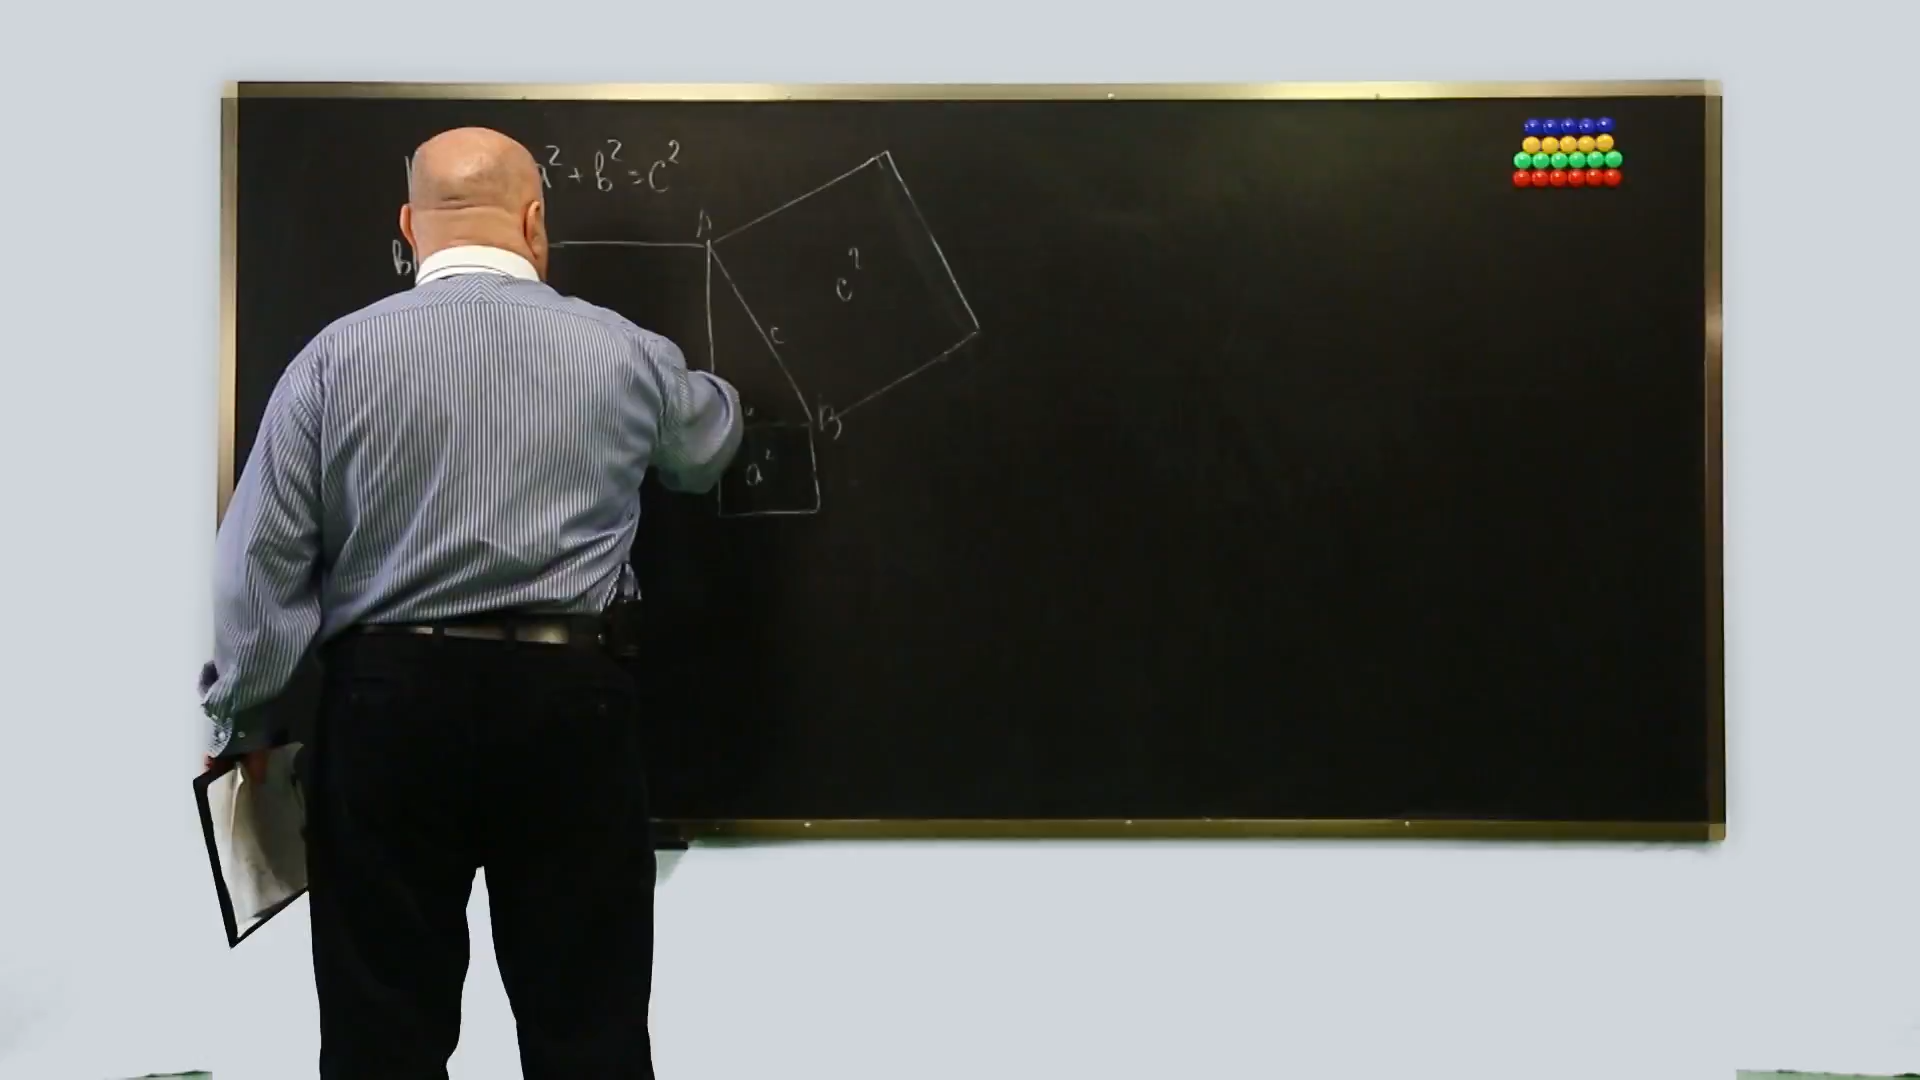 a² + b² = c²
A
c²
c
B
a²